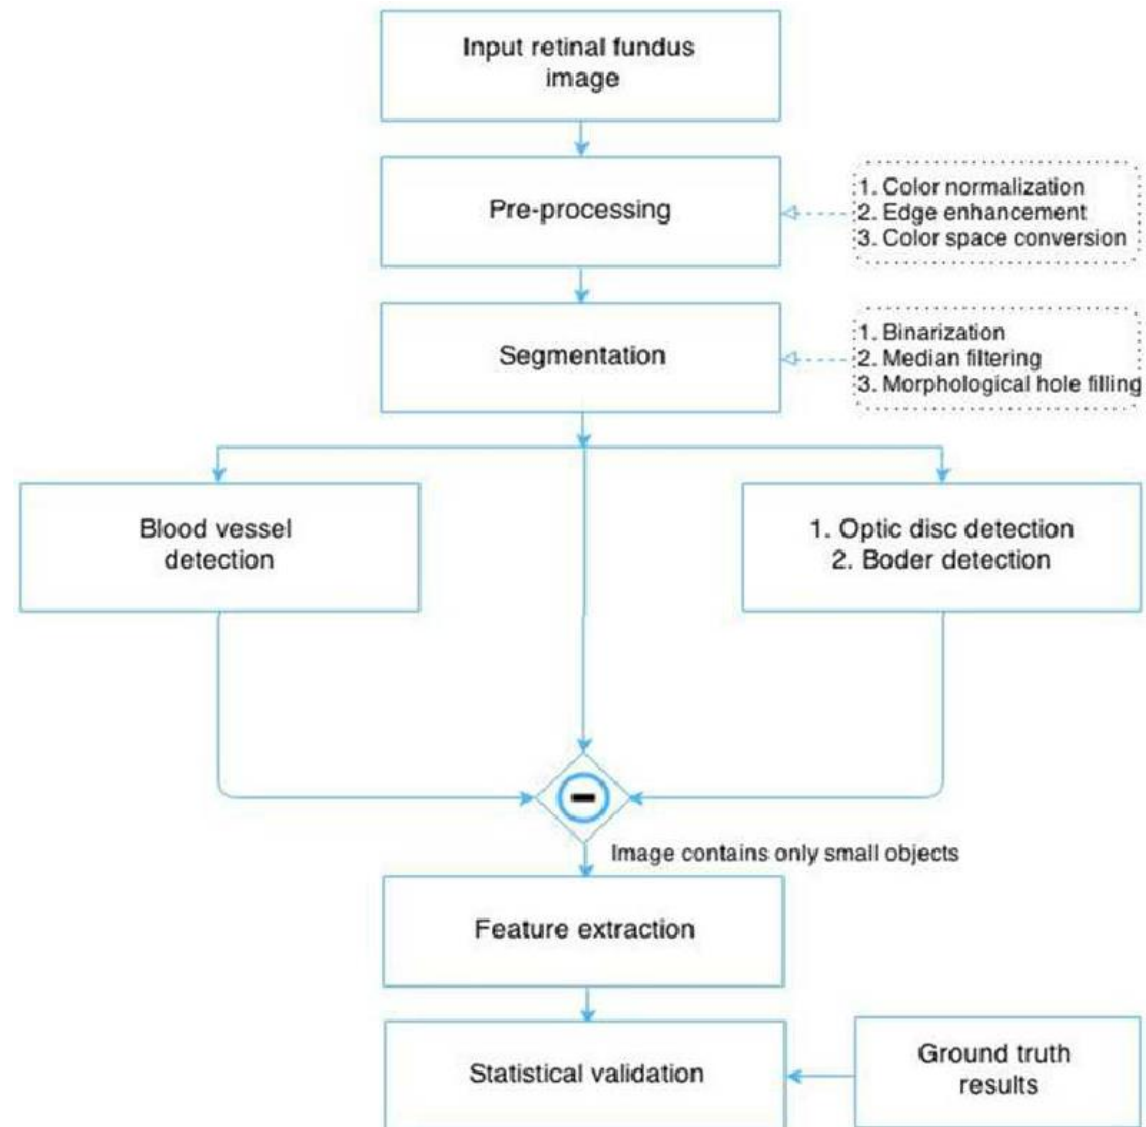 Input retinal fundus
image
Pre-processing
1. Color normalization
2. Edge enhancement
3. Color space conversion
Segmentation
1. Binarization
2. Median filtering
3. Morphological hole filling
Blood vessel
detection
1. Optic disc detection
2. Boder detection
Image contains only small objects
Feature extraction
Statistical validation
Ground truth
results